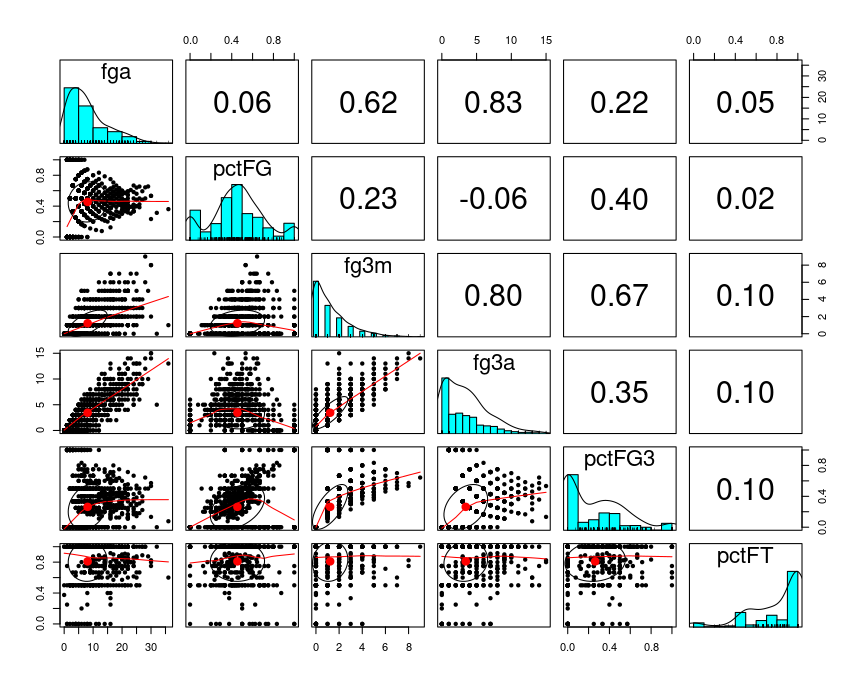 0.0 0.4 0.8 0 5 10 15 0.0 0.4 0.8
fga 0.06 0.62 0.83 0.22 0.05 0 10 20 30
0.0 0.4 0.8 pctFG 0.23 -0.06 0.40 0.02
fg3m 0.80 0.67 0.10 0 2 4 6 8
0 5 10 15 fg3a 0.35 0.10
pctFG3 0.10 0.0 0.4 0.8
0.0 0.4 0.8 pctFT
0 10 20 30 0 2 4 6 8 0.0 0.4 0.8